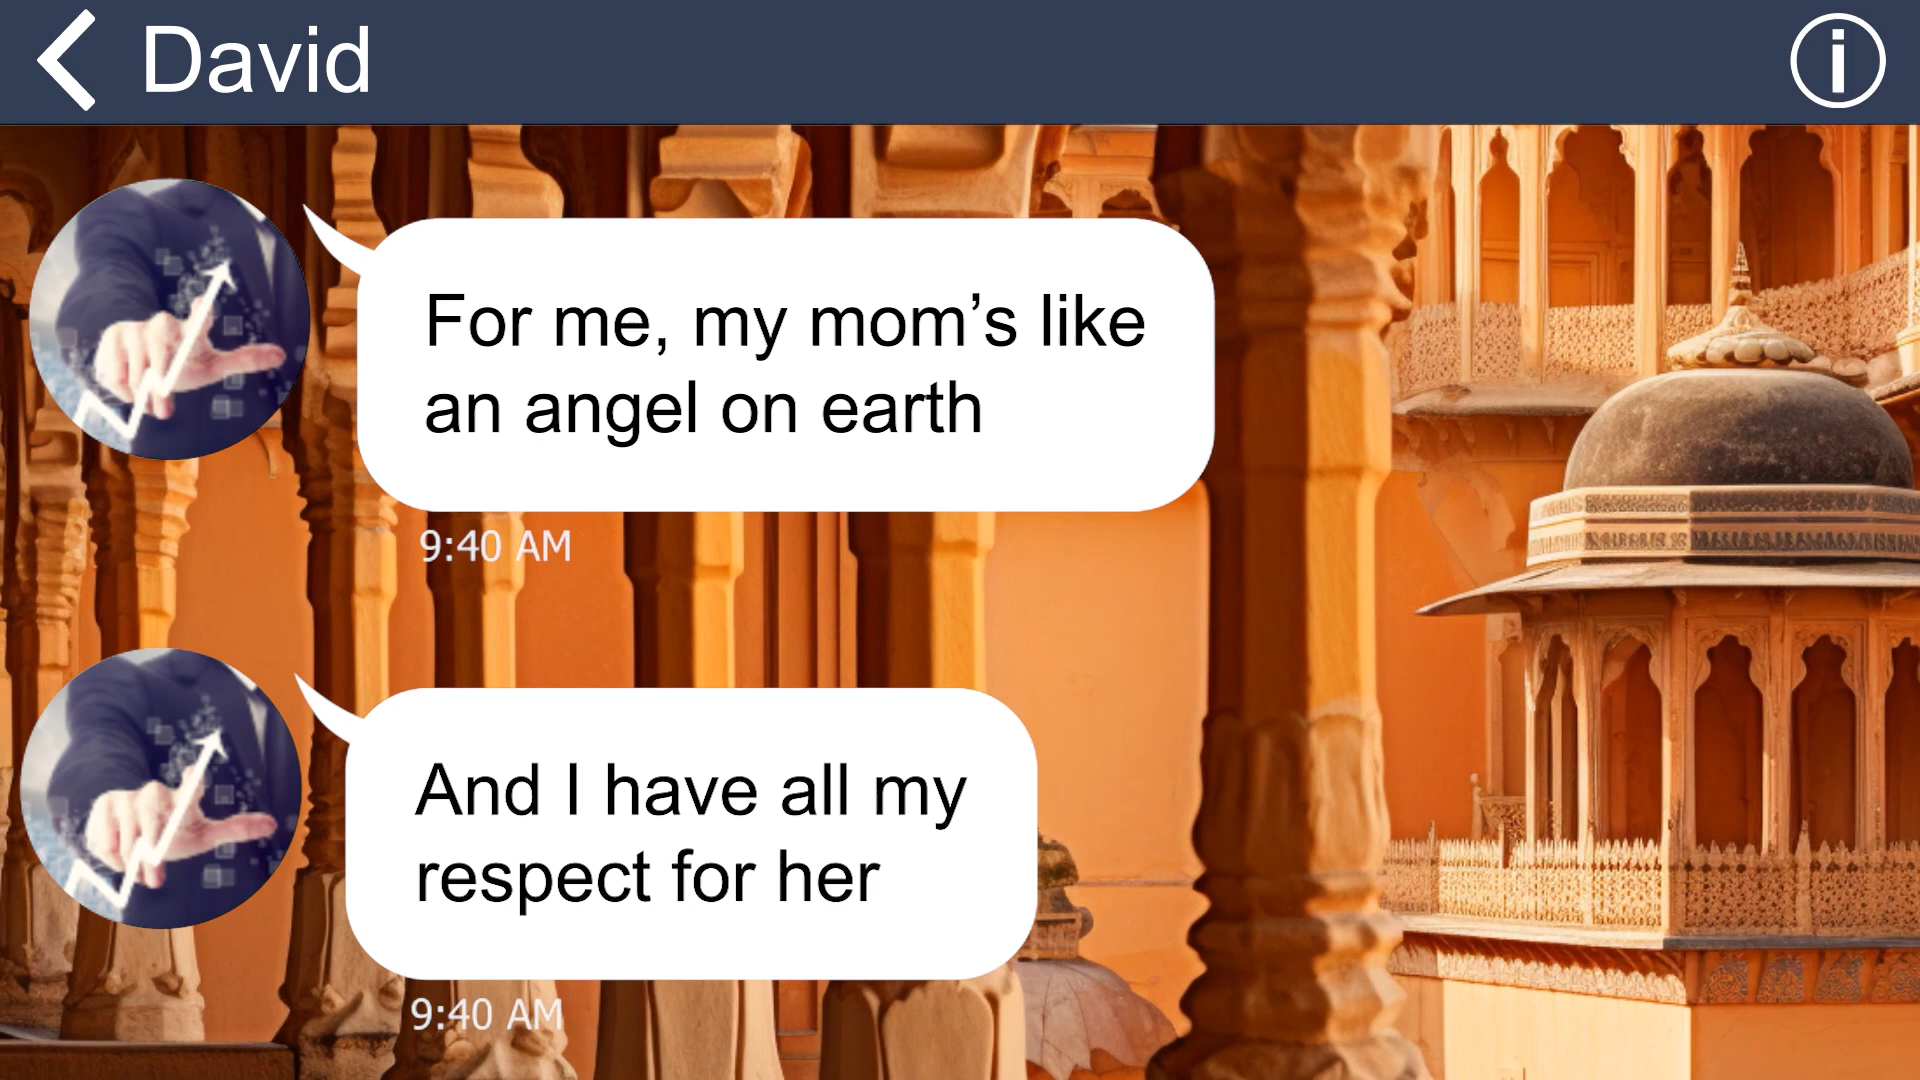 David
For me, my mom’s like
an angel on earth
9:40 AM
And I have all my
respect for her
9:40 AM